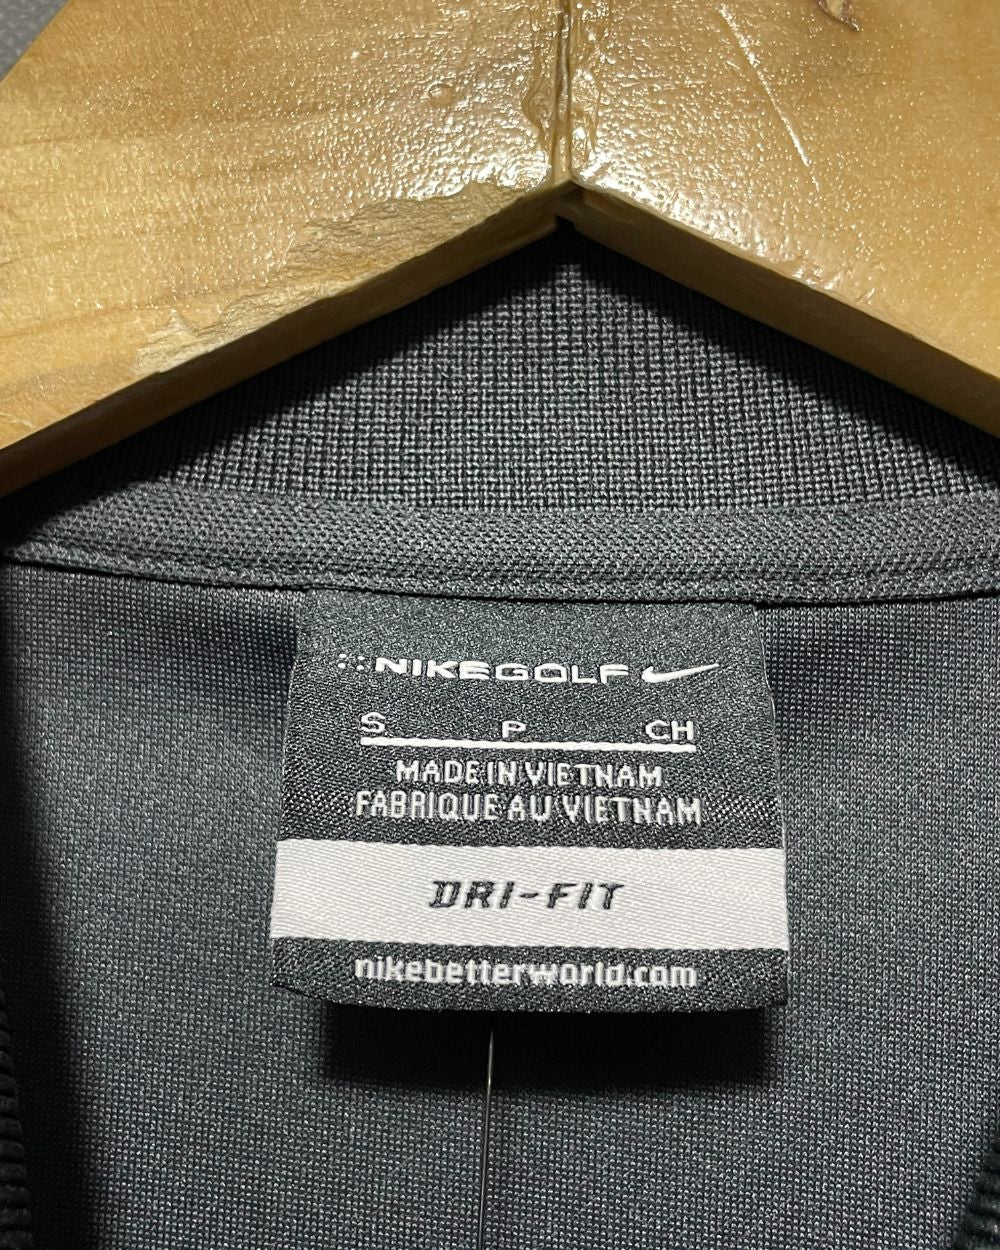 NIKEGOLF
S P CH
MADE IN VIETNAM
FABRIQUE AU VIETNAM
DRI-FIT
nikebetterworld.com